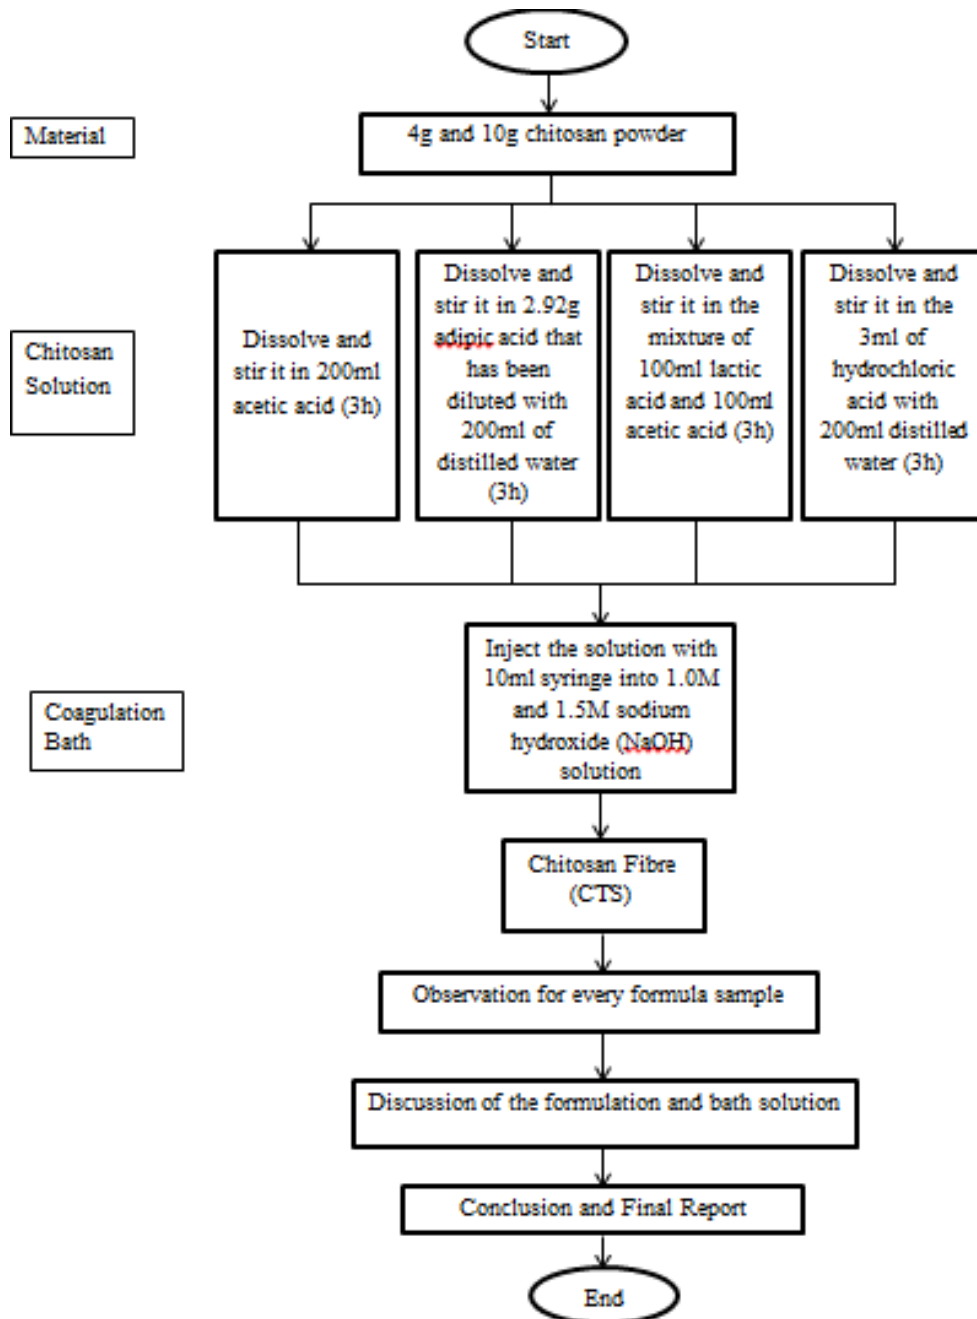 Start
Material
4g and 10g chitosan powder
Chitosan
Solution
Dissolve and
stir it in 200ml
acetic acid (3h)
Dissolve and
stir it in 2.92g
adipic acid that
has been
diluted with
200ml of
distilled water
(3h)
Dissolve and
stir it in the
mixture of
100ml lactic
acid and 100ml
acetic acid (3h)
Dissolve and
stir it in the
3ml of
hydrochloric
acid with
200ml distilled
water (3h)
Coagulation
Bath
Inject the solution with
10ml syringe into 1.0M
and 1.5M sodium
hydroxide (NaOH)
solution
Chitosan Fibre
(CTS)
Observation for every formula sample
Discussion of the formulation and bath solution
Conclusion and Final Report
End